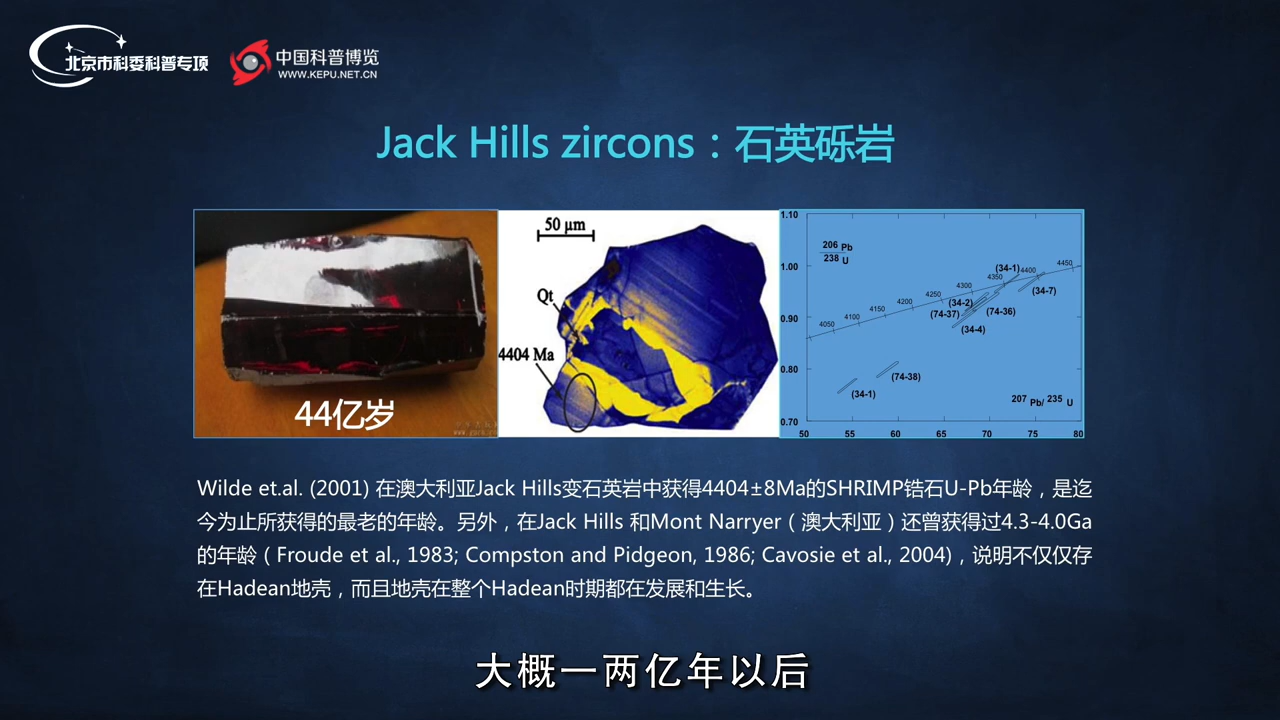 北京市科委科普专项
中国科普博览
WWW.KEPU.NET.CN
Jack Hills zircons：石英砾岩
44亿岁
50 µm
Qt
4404 Ma
1.10
1.00
0.90
0.80
0.70
206 Pb
238 U
4050
4100
4150
4200
4250
4300
4350
4400
4450
(34-1)
(34-7)
(34-2)
(74-37)
(74-36)
(34-4)
(74-38)
(34-1)
207 Pb/ 235 U
50 55 60 65 70 75 80
Wilde et.al. (2001) 在澳大利亚Jack Hills变石英岩中获得4404±8Ma的SHRIMP锆石U-Pb年龄，是迄
今为止所获得的最老的年龄。另外，在Jack Hills 和Mont Narryer（澳大利亚）还曾获得过4.3-4.0Ga
的年龄（Froude et al., 1983; Compston and Pidgeon, 1986; Cavosie et al., 2004)，说明不仅仅存
在Hadean地壳，而且地壳在整个Hadean时期都在发展和生长。
大概一两亿年以后